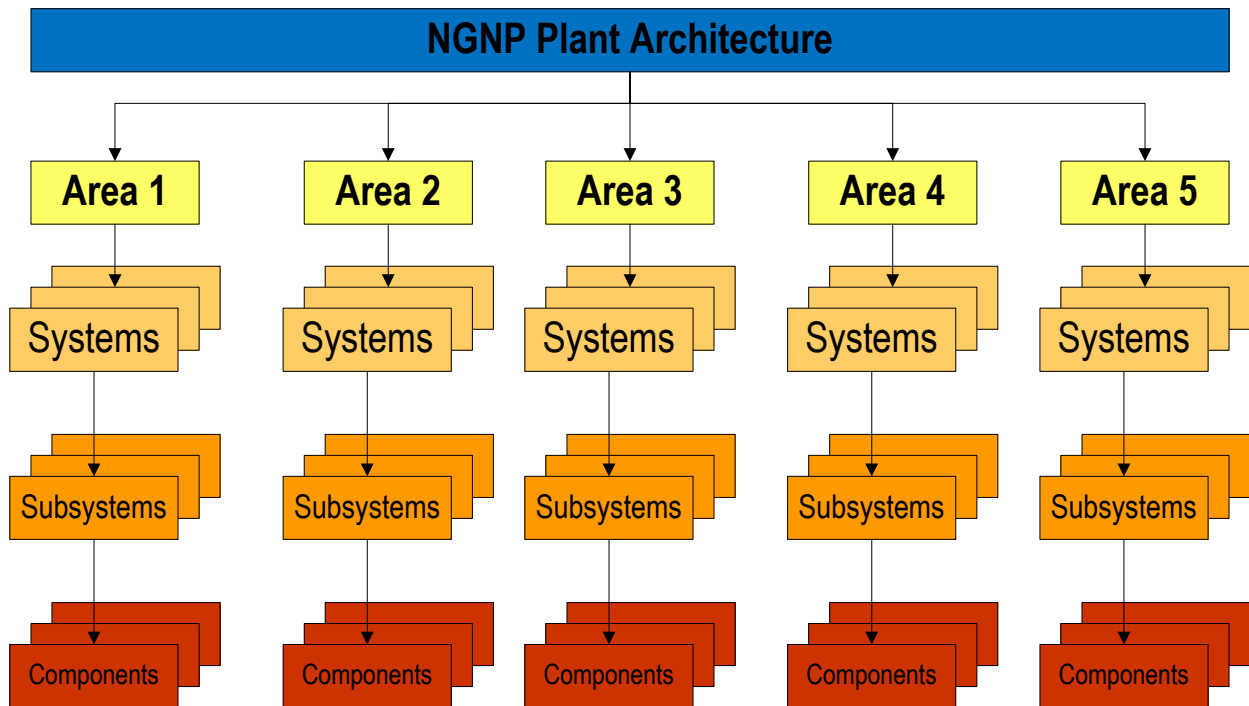 NGNP Plant Architecture
Area 1
Area 2
Area 3
Area 4
Area 5
Systems
Systems
Systems
Systems
Systems
Subsystems
Subsystems
Subsystems
Subsystems
Subsystems
Components
Components
Components
Components
Components